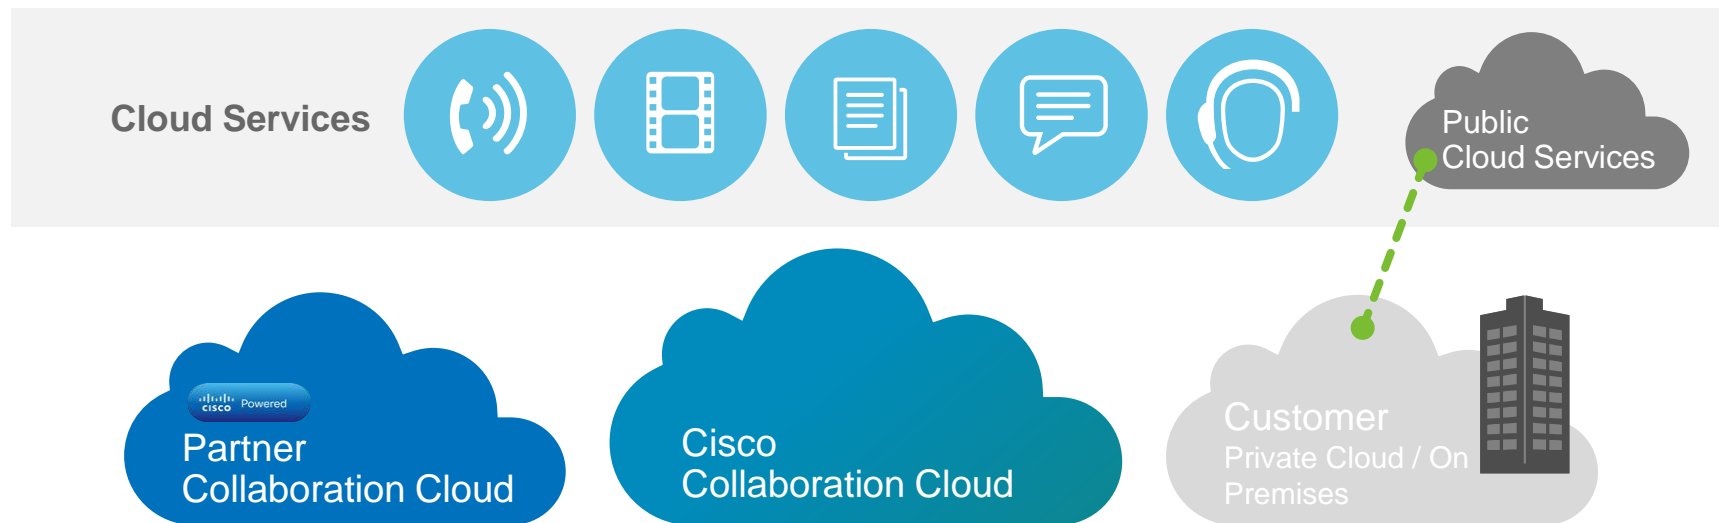 Cloud Services
Public
Cloud Services
CISCO Powered
Partner
Collaboration Cloud
Cisco
Collaboration Cloud
Customer
Private Cloud / On
Premises